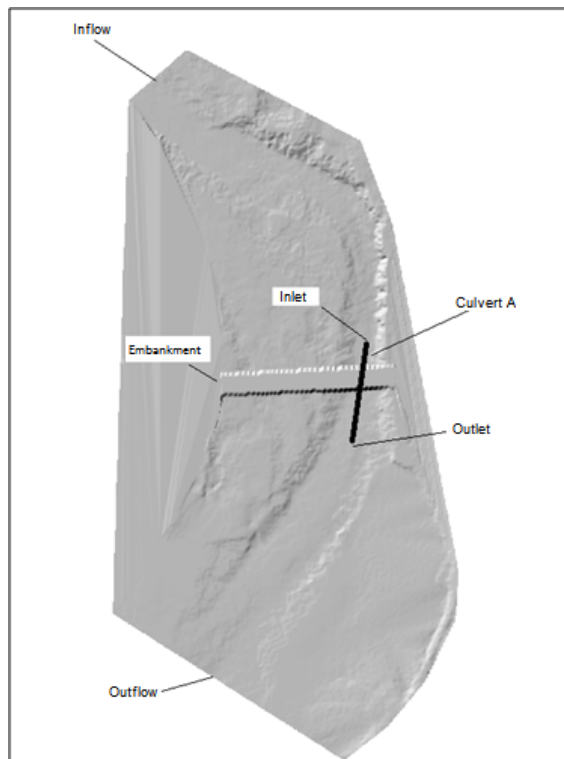 Inflow
Inlet
Culvert A
Embankment
Outlet
Outflow